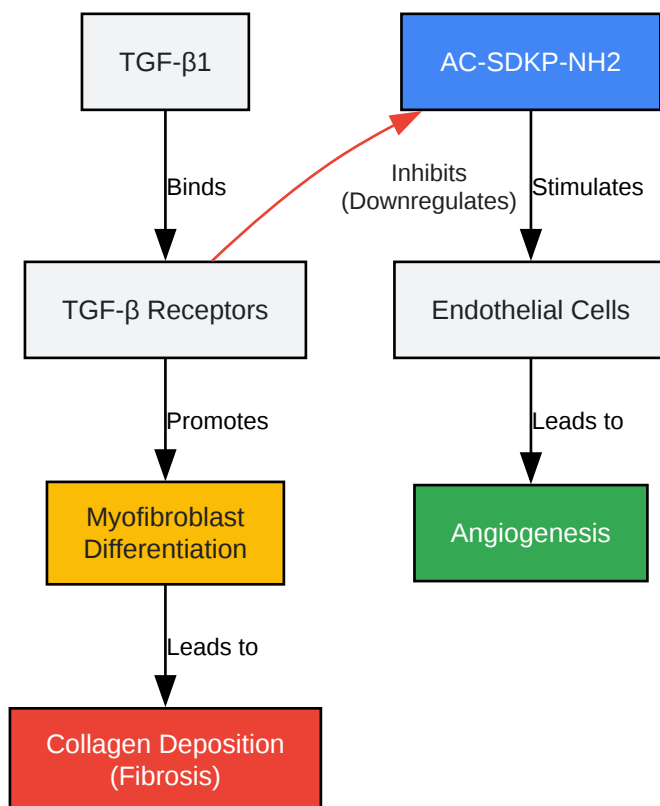 TGF-β1
AC-SDKP-NH2
Binds
Inhibits
(Downregulates)
Stimulates
TGF-β Receptors
Endothelial Cells
Promotes
Leads to
Myofibroblast
Differentiation
Angiogenesis
Leads to
Collagen Deposition
(Fibrosis)